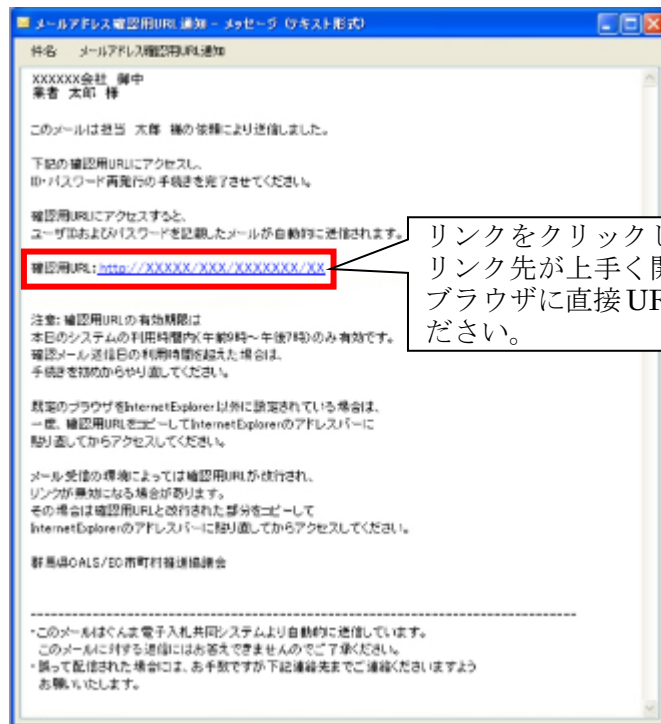 メールアドレス確認用URL通知 - メッセージ (テキスト形式)
件名　メールアドレス確認用URL通知
XXXXXX会社 御中
業者 太郎 様
このメールは担当 太郎 様の依頼により送信しました。
下記の確認用URLにアクセスし、
ID・パスワード再発行の手続きを完了させてください。
確認用URLにアクセスすると、
ユーザIDおよびパスワードを記載したメールが自動的に送信されます。
確認用URL: http://XXXXX/XXX/XXXXXXX/XX
リンクをクリックし
リンク先が上手く開
ブラウザに直接UR
ださい。
注意: 確認用URLの有効期限は
本日のシステムの利用時間内(午前9時～午後7時)のみ有効です。
確認メール送信日の利用時間を超えた場合は、
手続きを初めからやり直してください。
既定のブラウザをInternetExplorer以外に設定されている場合は、
一度、確認用URLをコピーしてInternetExplorerのアドレスバーに
貼り直してからアクセスしてください。
メール受信の環境によっては確認用URLが改行され、
リンクが無効になる場合があります。
その場合は確認用URLと改行された部分をコピーして
InternetExplorerのアドレスバーに貼り直してからアクセスしてください。
群馬県CALS/EC市町村推進協議会
-----------------------------------------------------------------
・このメールはぐんま電子入札共同システムより自動的に送信しています。
このメールに対する返信にはお答えできませんのでご了承ください。
・誤って配信された場合には、お手数ですが下記連絡先までご連絡くださいますよう
お願いいたします。